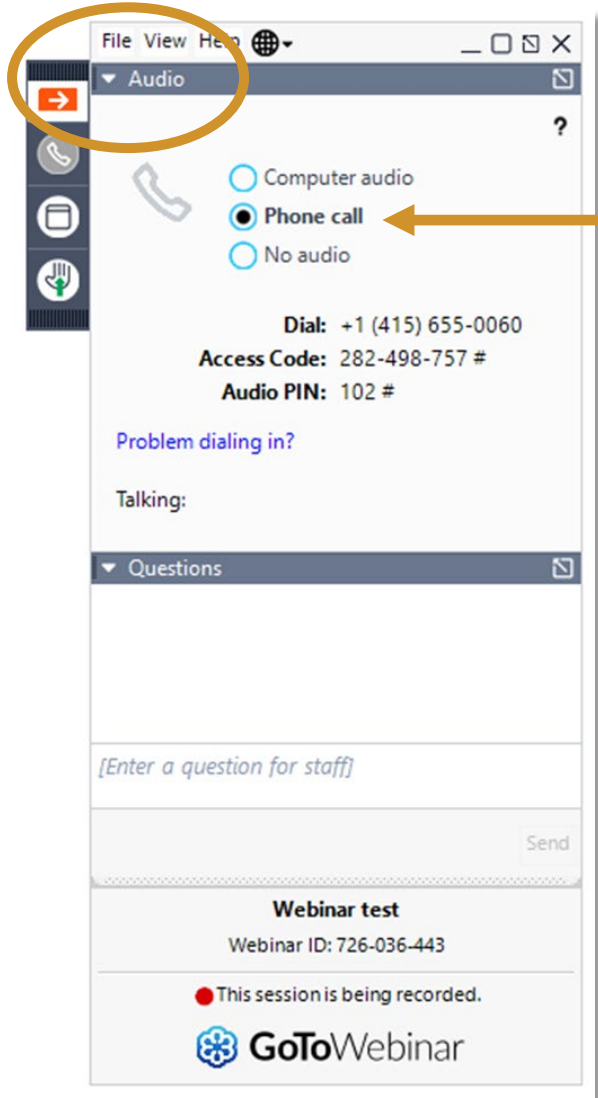 File View Help
Audio
?
Computer audio
Phone call
No audio
Dial: +1 (415) 655-0060
Access Code: 282-498-757 #
Audio PIN: 102 #
Problem dialing in?
Talking:
Questions
[Enter a question for staff]
Send
Webinar test
Webinar ID: 726-036-443
This session is being recorded.
GoToWebinar